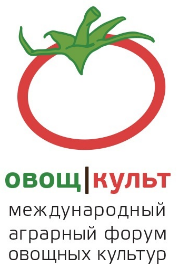 овощ|культ
международный
аграрный форум
овощных культур